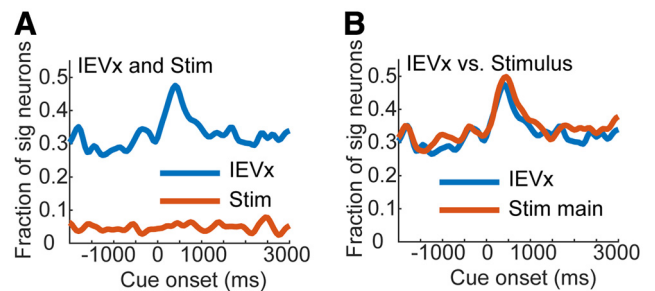 A
IEVx and Stim
Fraction of sig neurons
0.5
0.4
0.3
0.2
0.1
0
IEVx
Stim
-1000 0 1000 3000
Cue onset (ms)
B
IEVx vs. Stimulus
Fraction of sig neurons
0.5
0.4
0.3
0.2
0.1
0
IEVx
Stim main
-1000 0 1000 3000
Cue onset (ms)